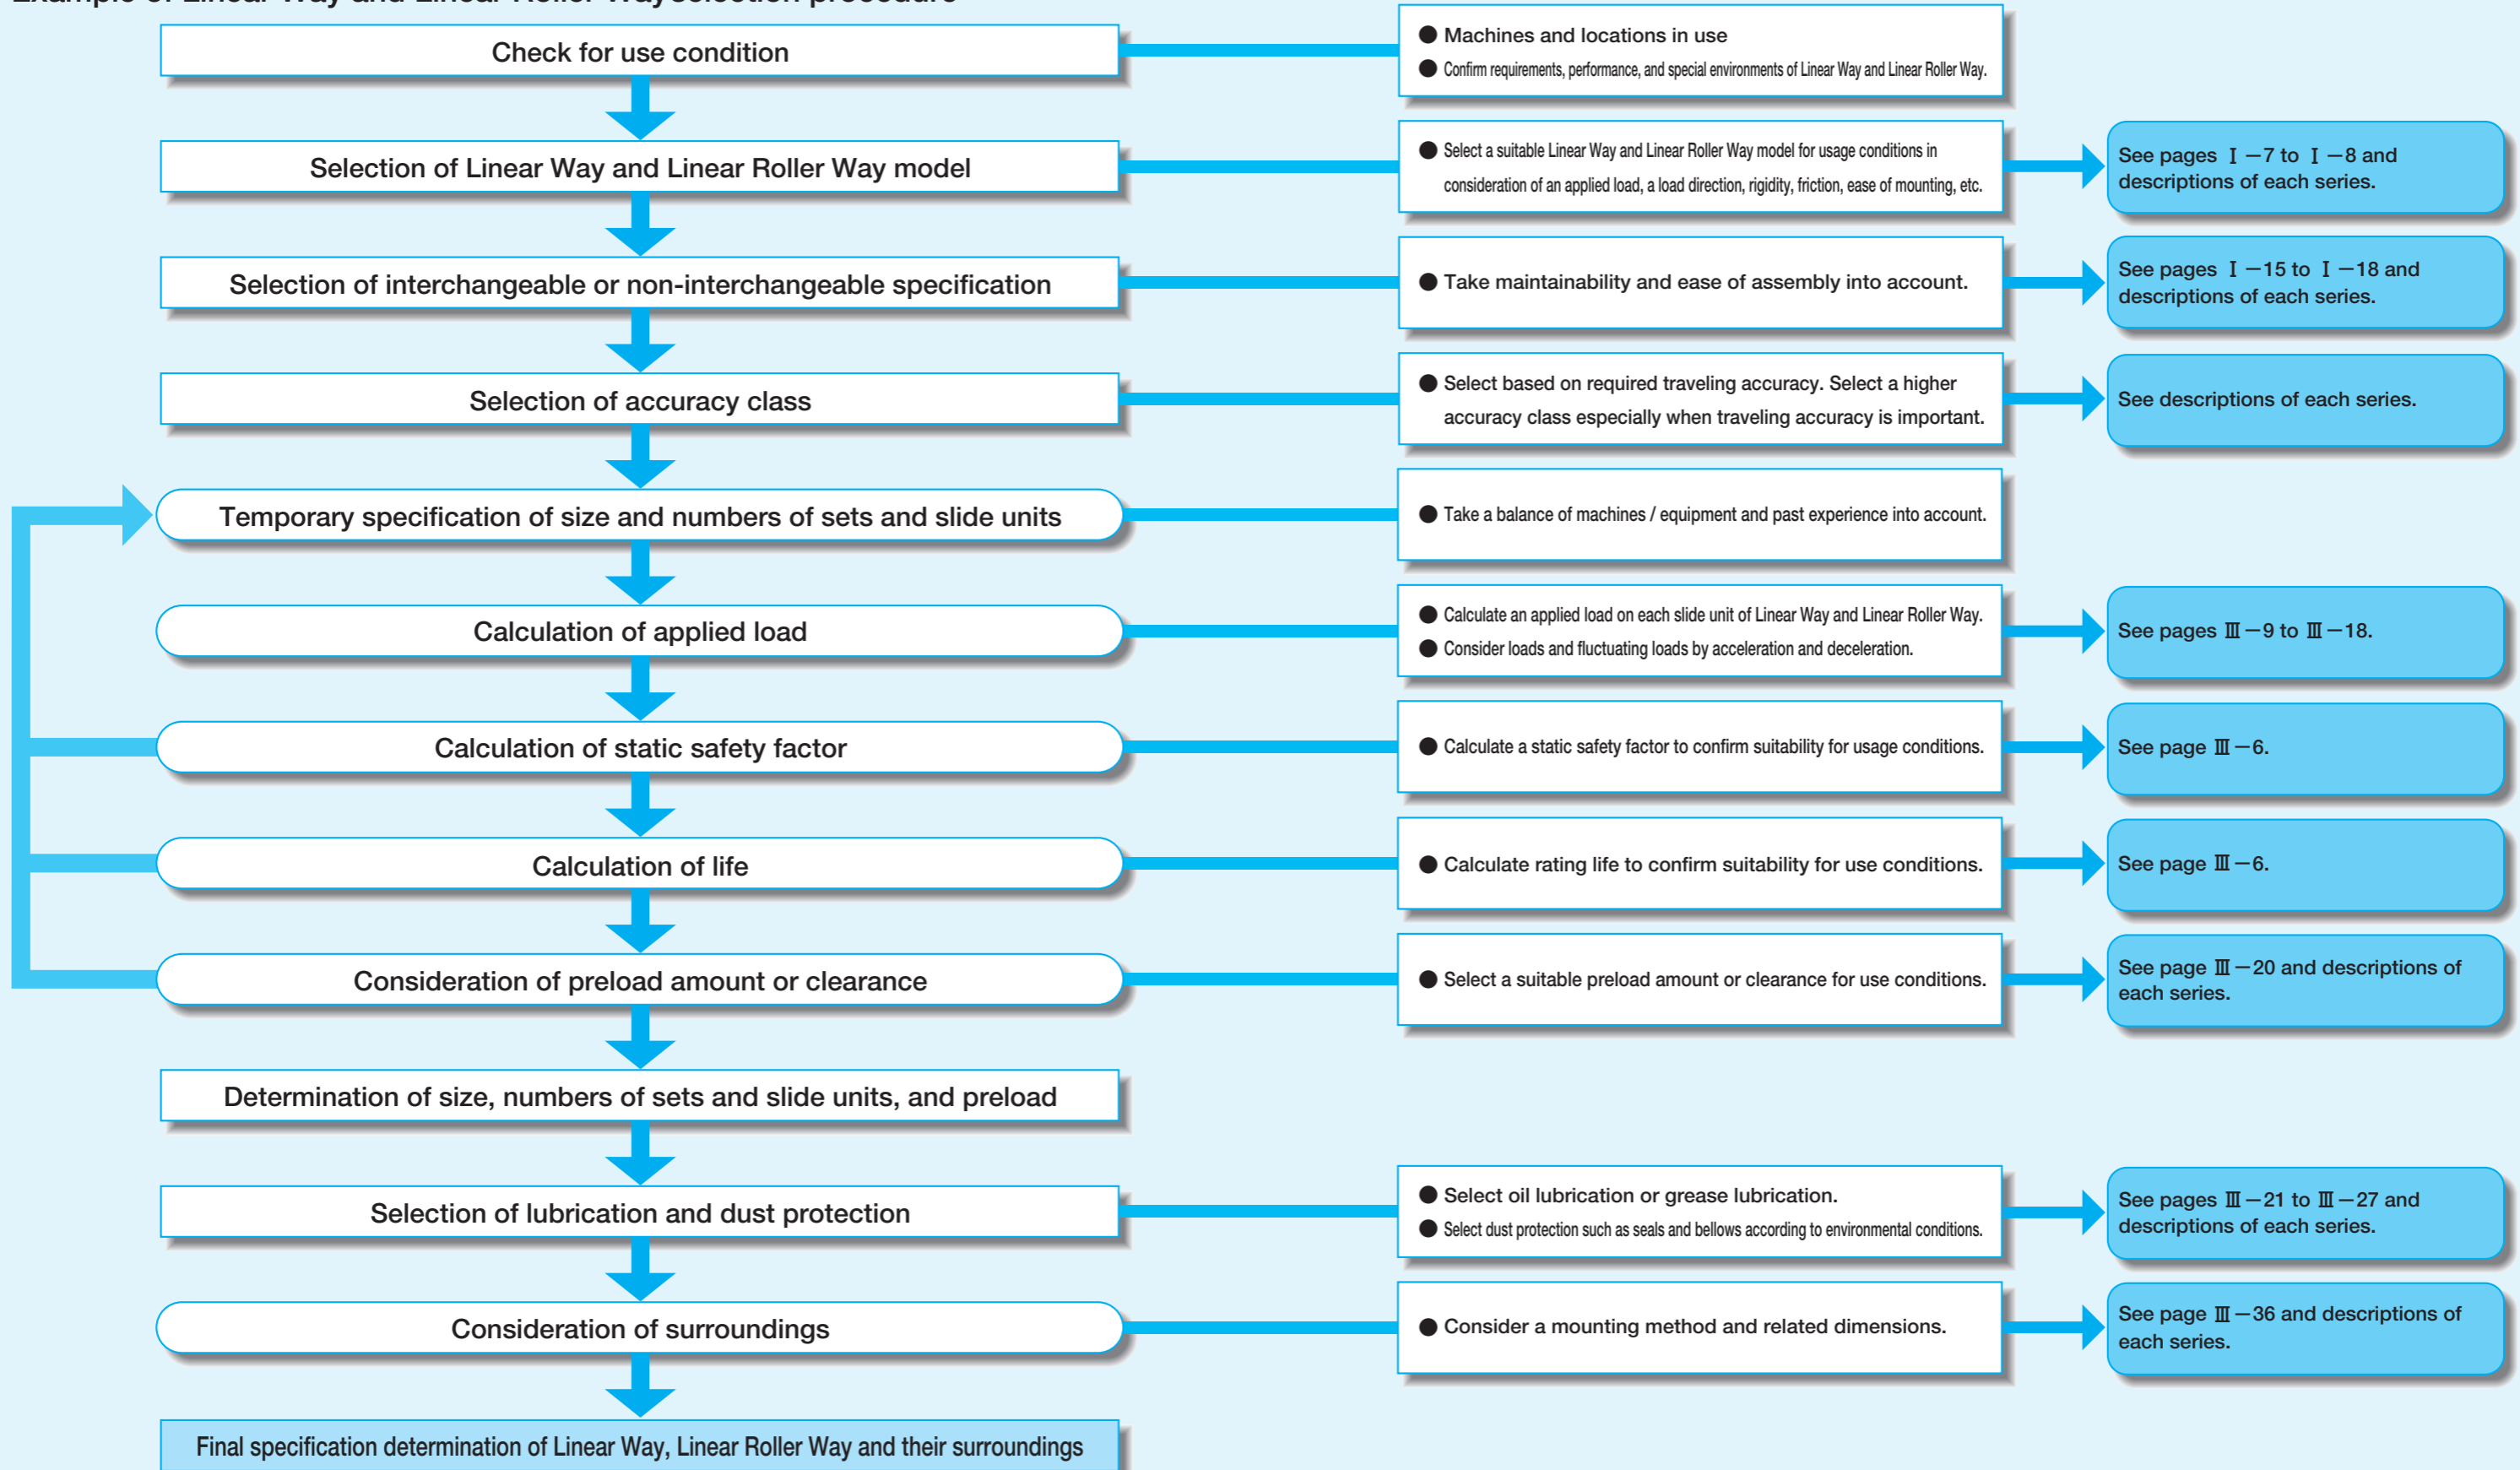 Example of Linear Way and Linear Roller Way selection procedure
Check for use condition
● Machines and locations in use
● Confirm requirements, performance, and special environments of Linear Way and Linear Roller Way.
Selection of Linear Way and Linear Roller Way model
● Select a suitable Linear Way and Linear Roller Way model for usage conditions in
consideration of an applied load, a load direction, rigidity, friction, ease of mounting, etc.
See pages Ⅰ－7 to Ⅰ－8 and
descriptions of each series.
Selection of interchangeable or non-interchangeable specification
● Take maintainability and ease of assembly into account.
See pages Ⅰ－15 to Ⅰ－18 and
descriptions of each series.
Selection of accuracy class
● Select based on required traveling accuracy. Select a higher
accuracy class especially when traveling accuracy is important.
See descriptions of each series.
Temporary specification of size and numbers of sets and slide units
● Take a balance of machines / equipment and past experience into account.
Calculation of applied load
● Calculate an applied load on each slide unit of Linear Way and Linear Roller Way.
● Consider loads and fluctuating loads by acceleration and deceleration.
See pages Ⅲ－9 to Ⅲ－18.
Calculation of static safety factor
● Calculate a static safety factor to confirm suitability for usage conditions.
See page Ⅲ－6.
Calculation of life
● Calculate rating life to confirm suitability for use conditions.
See page Ⅲ－6.
Consideration of preload amount or clearance
● Select a suitable preload amount or clearance for use conditions.
See page Ⅲ－20 and descriptions of
each series.
Determination of size, numbers of sets and slide units, and preload
Selection of lubrication and dust protection
● Select oil lubrication or grease lubrication.
● Select dust protection such as seals and bellows according to environmental conditions.
See pages Ⅲ－21 to Ⅲ－27 and
descriptions of each series.
Consideration of surroundings
● Consider a mounting method and related dimensions.
See page Ⅲ－36 and descriptions of
each series.
Final specification determination of Linear Way, Linear Roller Way and their surroundings